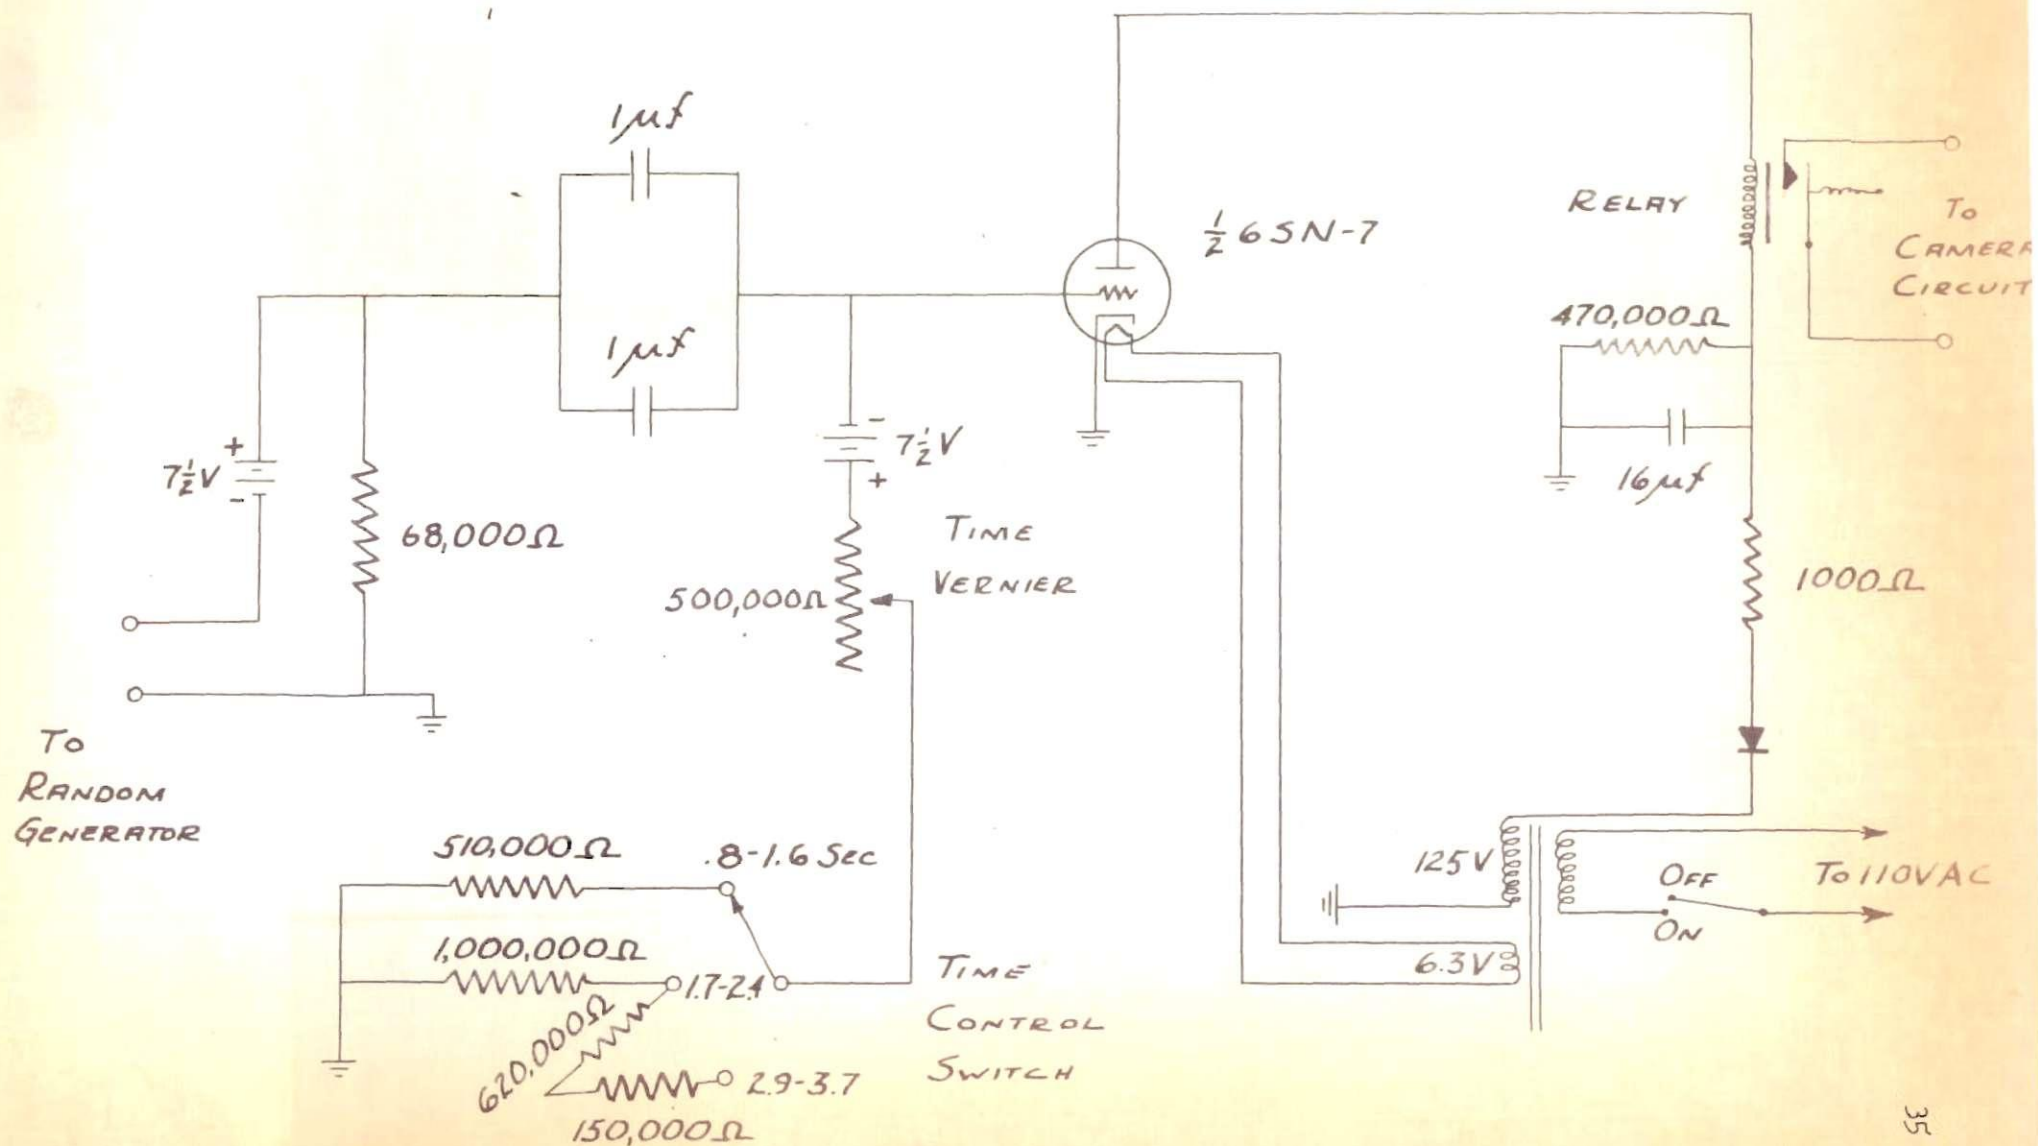 1µf
½ 6SN-7
RELAY
To
CAMERA
CIRCUIT
1µf
470,000Ω
+
7½V
-
-
7½V
+
16µf
68,000Ω
TIME
VERNIER
500,000Ω
1000Ω
To
RANDOM
GENERATOR
510,000Ω
.8-1.6 Sec
125V
OFF
To 110VAC
ON
1,000,000Ω
1.7-2.4
6.3V
TIME
CONTROL
SWITCH
620,000Ω
2.9-3.7
150,000Ω
35